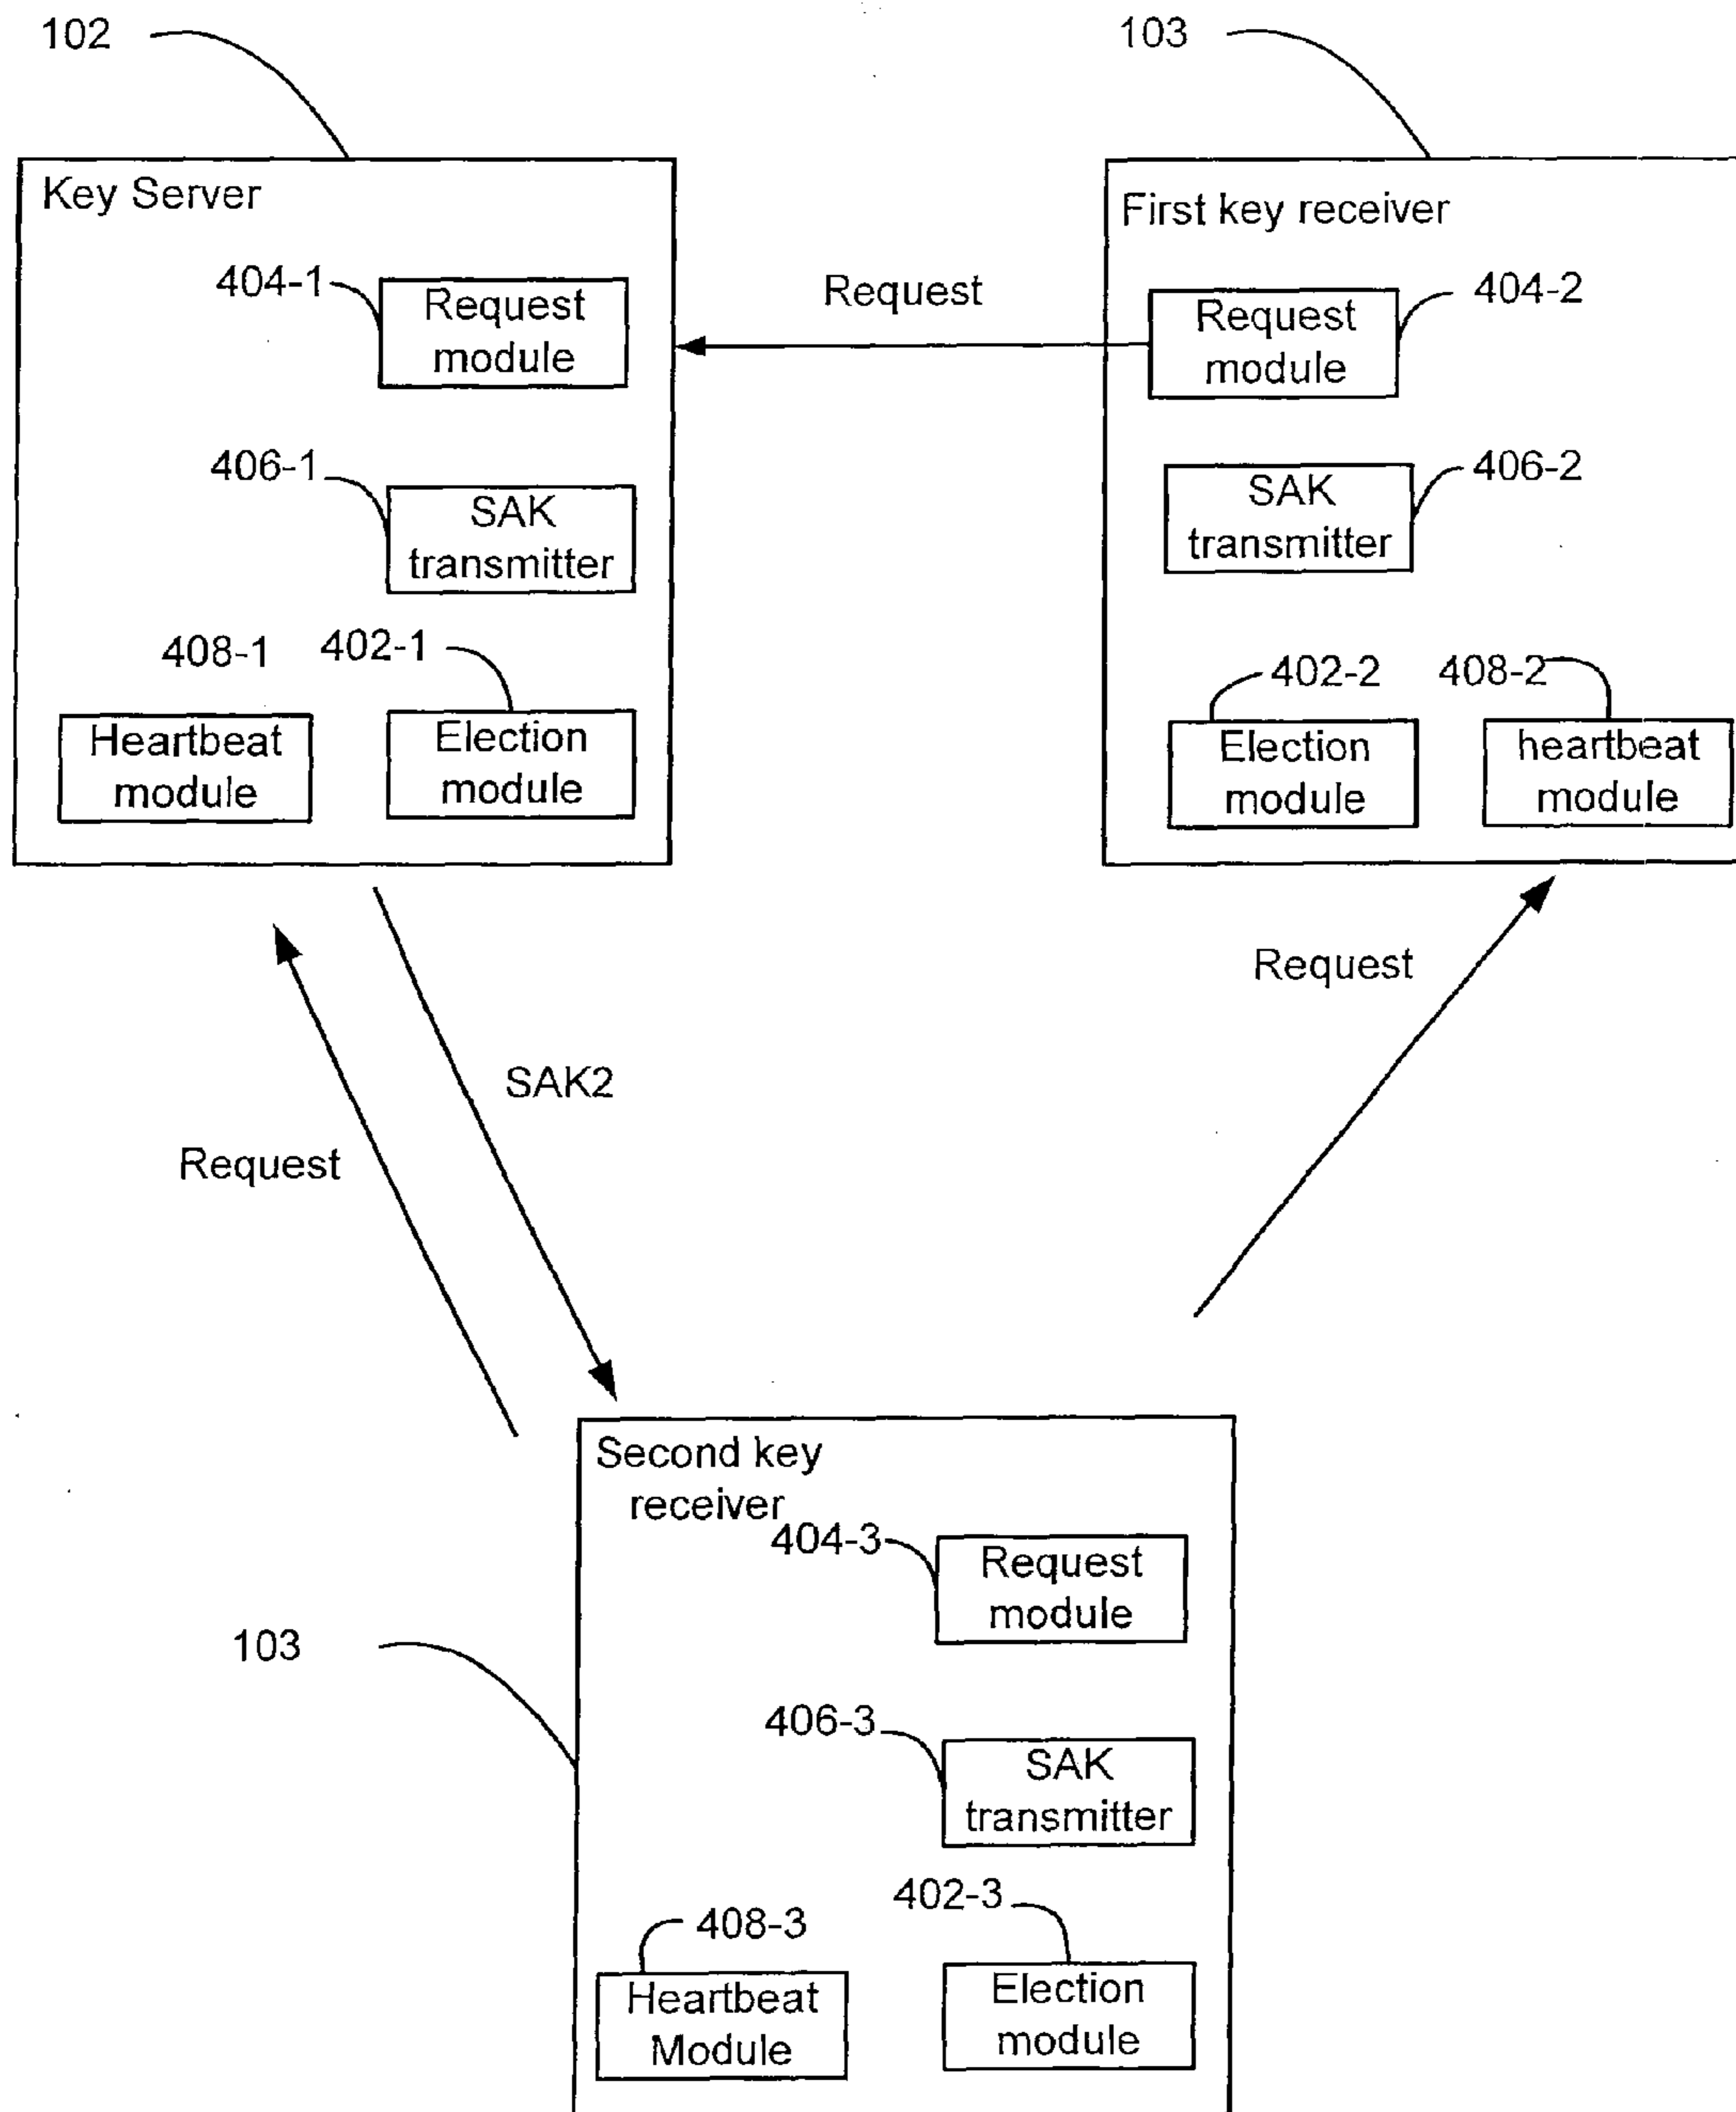 102
103
Key Server
First key receiver
404-1
Request
module
Request
Request
module
404-2
406-1
SAK
transmitter
SAK
transmitter
406-2
408-1
402-1
402-2
408-2
Heartbeat
module
Election
module
Election
module
heartbeat
module
Request
SAK2
Request
Second key
receiver
404-3
Request
module
103
406-3
SAK
transmitter
402-3
408-3
Heartbeat
Module
Election
module